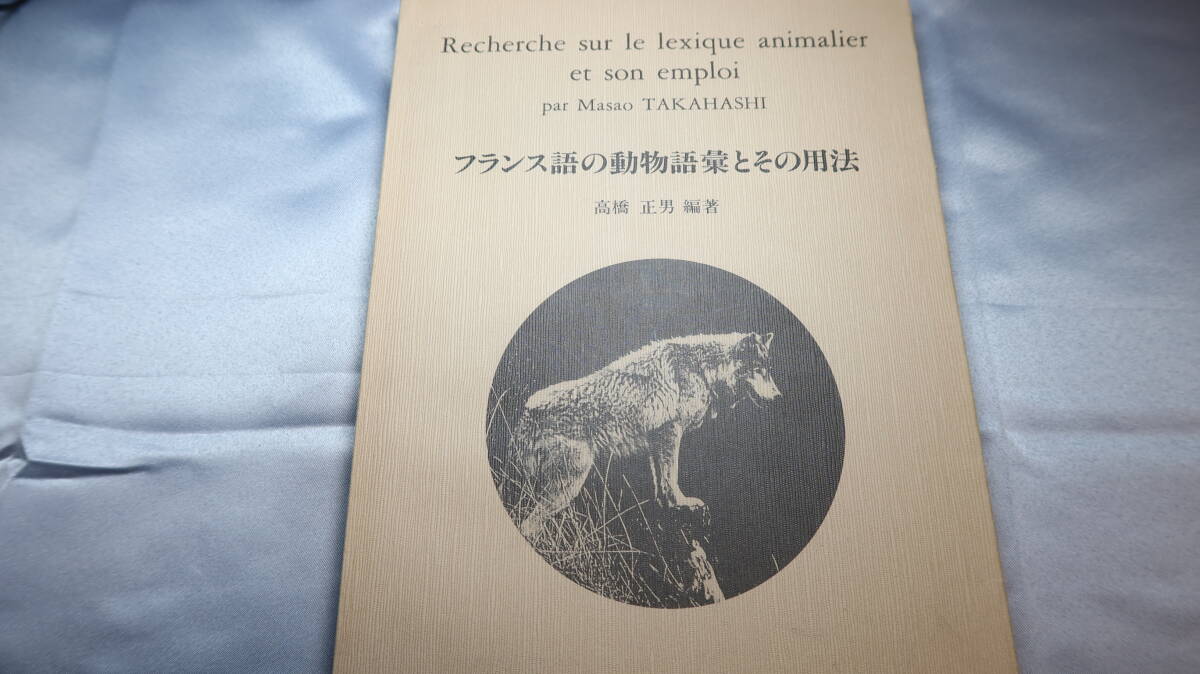 Recherche sur le lexique animalier
et son emploi
par Masao TAKAHASHI
フランス語の動物語彙とその用法
高橋 正男 編著